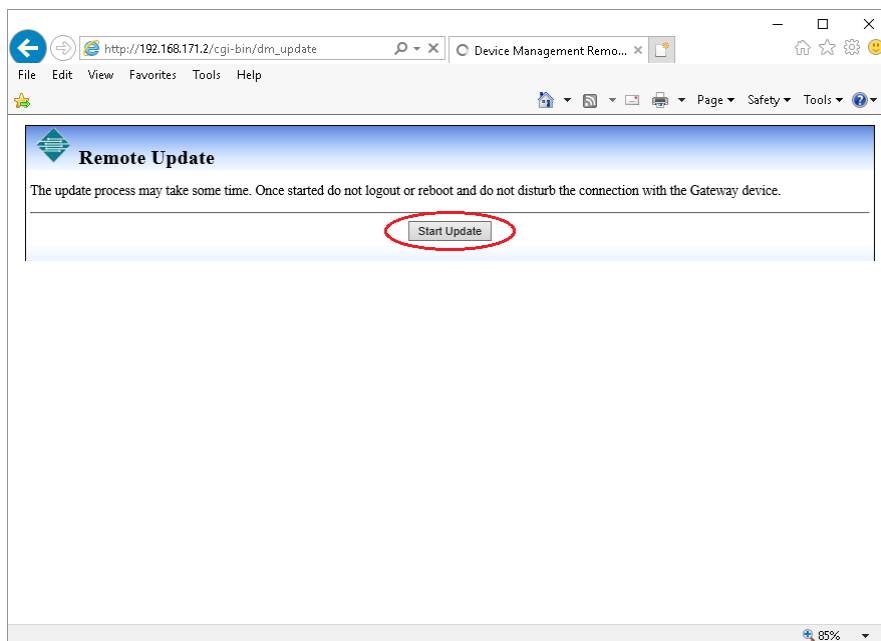 http://192.168.171.2/cgi-bin/dm_update
Device Management Remo...
File Edit View Favorites Tools Help
Page Safety Tools
Remote Update
The update process may take some time. Once started do not logout or reboot and do not disturb the connection with the Gateway device.
Start Update
85%